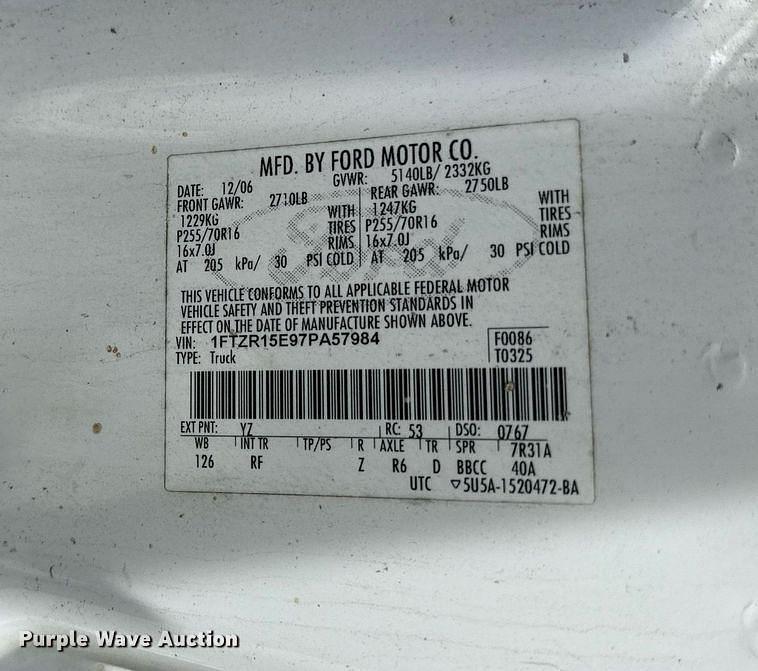 MFD. BY FORD MOTOR CO.
DATE: 12/06 GVWR: 5140LB/ 2332KG
FRONT GAWR: 2710LB REAR GAWR: 2750LB
1229KG WITH 1247KG WITH
P255/70R16 TIRES P255/70R16 TIRES
16x7.0J RIMS 16x7.0J RIMS
AT 205 kPa/ 30 PSI COLD AT 205 kPa/ 30 PSI COLD
THIS VEHICLE CONFORMS TO ALL APPLICABLE FEDERAL MOTOR
VEHICLE SAFETY AND THEFT PREVENTION STANDARDS IN
EFFECT ON THE DATE OF MANUFACTURE SHOWN ABOVE.
VIN: 1FTZR15E97PA57984 F0086
TYPE: Truck T0325
EXT PNT: YZ RC: 53 DSO: 0767
WB INT TR TP/PS R AXLE TR SPR 7R31A
126 RF Z R6 D BBCC 40A
UTC ▽5U5A-1520472-BA
Ford
Purple Wave Auction